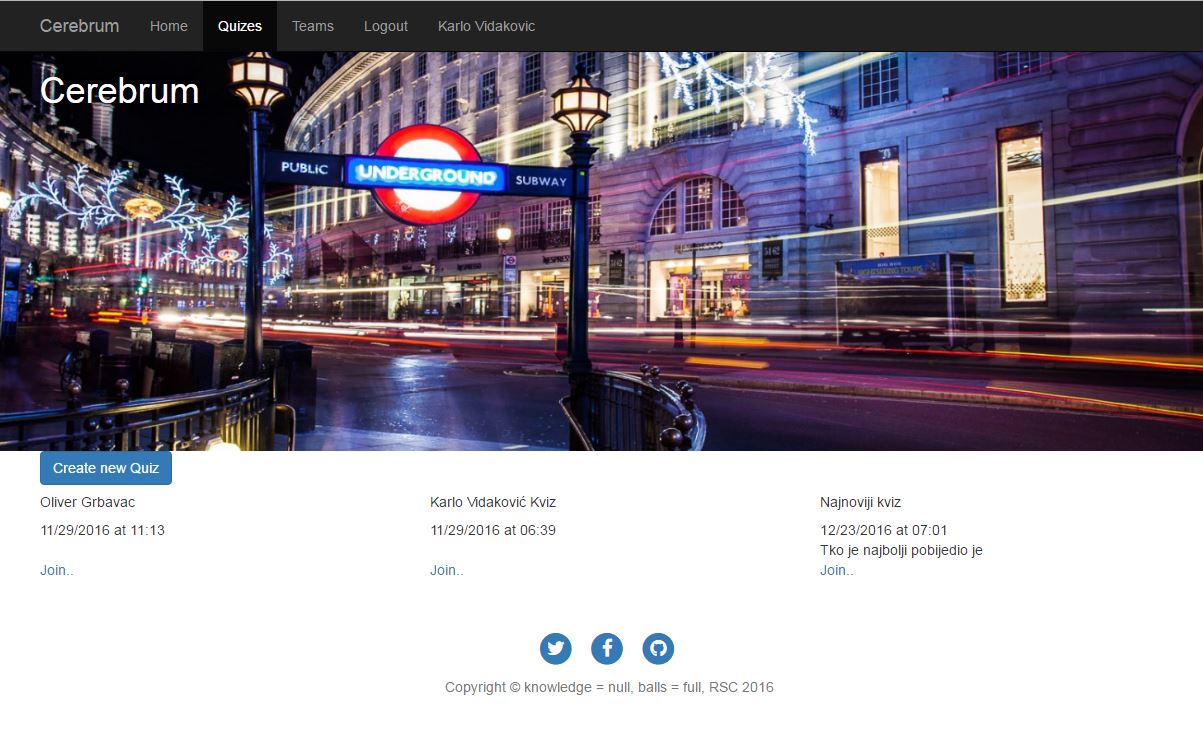 Cerebrum Home Quizes Teams Logout Karlo Vidakovic
Cerebrum
PUBLiC UNDERGROUND SUBWAY
Create new Quiz
Oliver Grbavac
11/29/2016 at 11:13
Join..
Karlo Vidaković Kviz
11/29/2016 at 06:39
Join..
Najnoviji kviz
12/23/2016 at 07:01
Tko je najbolji pobijedio je
Join..
Copyright © knowledge = null, balls = full, RSC 2016